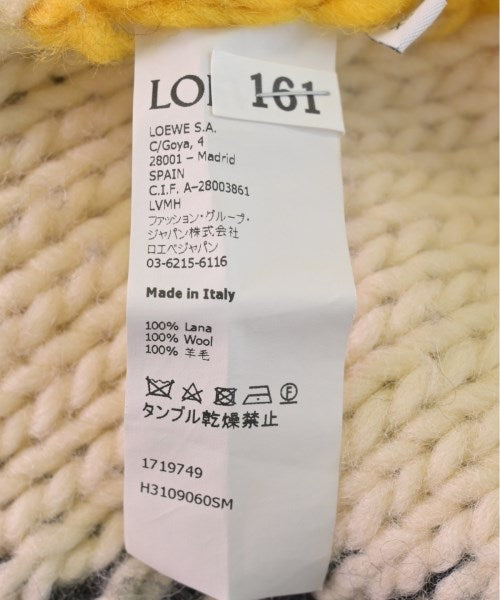 LO
161
LOEWE S.A.
C/Goya, 4
28001 – Madrid
SPAIN
C.I.F. A-28003861
LVMH
ファッション・グループ・
ジャパン株式会社
ロエベジャパン
03-6215-6116
Made in Italy
100% Lana
100% Wool
100% 羊毛
F
タンブル乾燥禁止
1719749
H3109060SM